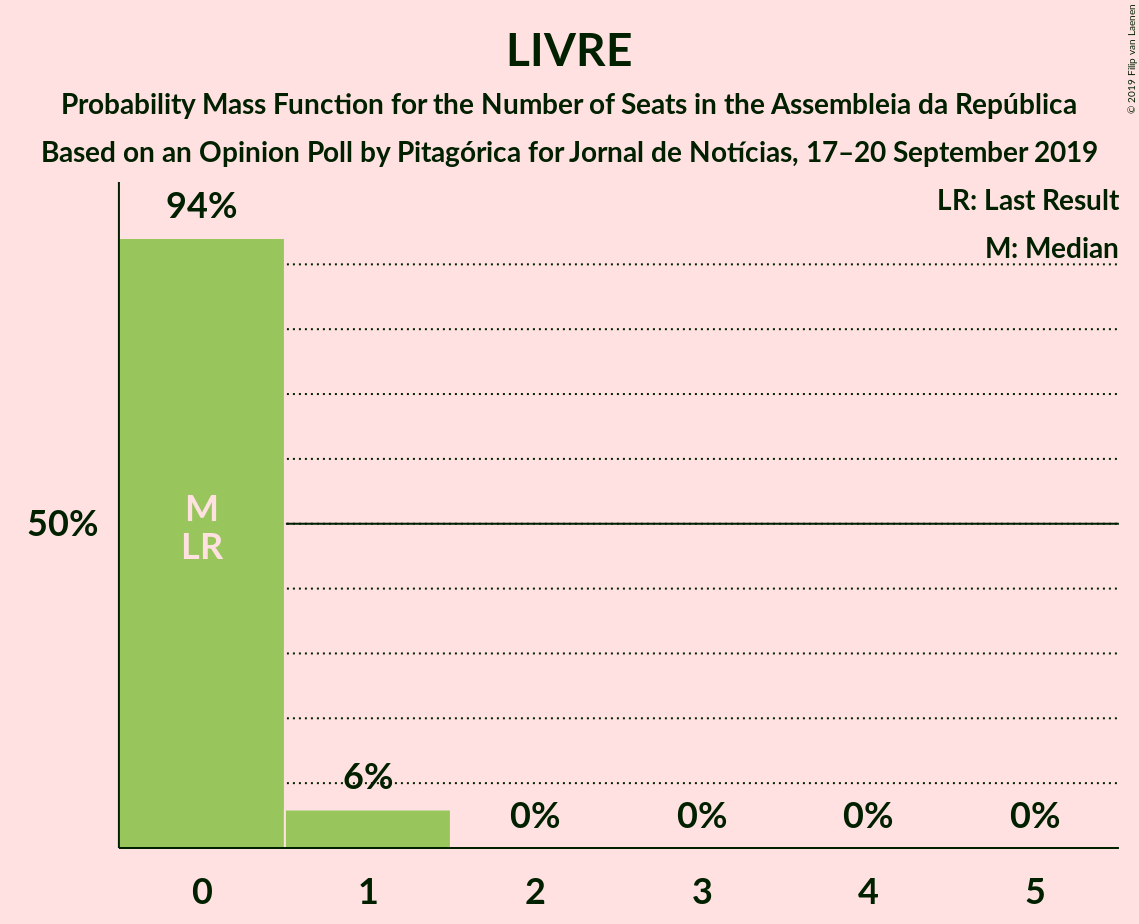 LIVRE
Probability Mass Function for the Number of Seats in the Assembleia da República
Based on an Opinion Poll by Pitagórica for Jornal de Notícias, 17–20 September 2019
© 2019 Filip van Laenen
LR: Last Result
M: Median
94%
M
LR
50%
6%
0%
0%
0%
0%
0
1
2
3
4
5